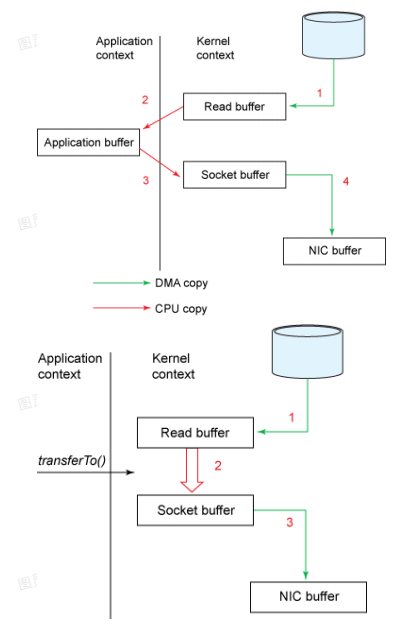 Application
context
Kernel
context
1
2
Read buffer
Application buffer
3
Socket buffer
4
NIC buffer
DMA copy
CPU copy
Application
context
Kernel
context
1
Read buffer
transferTo()
2
Socket buffer
3
NIC buffer